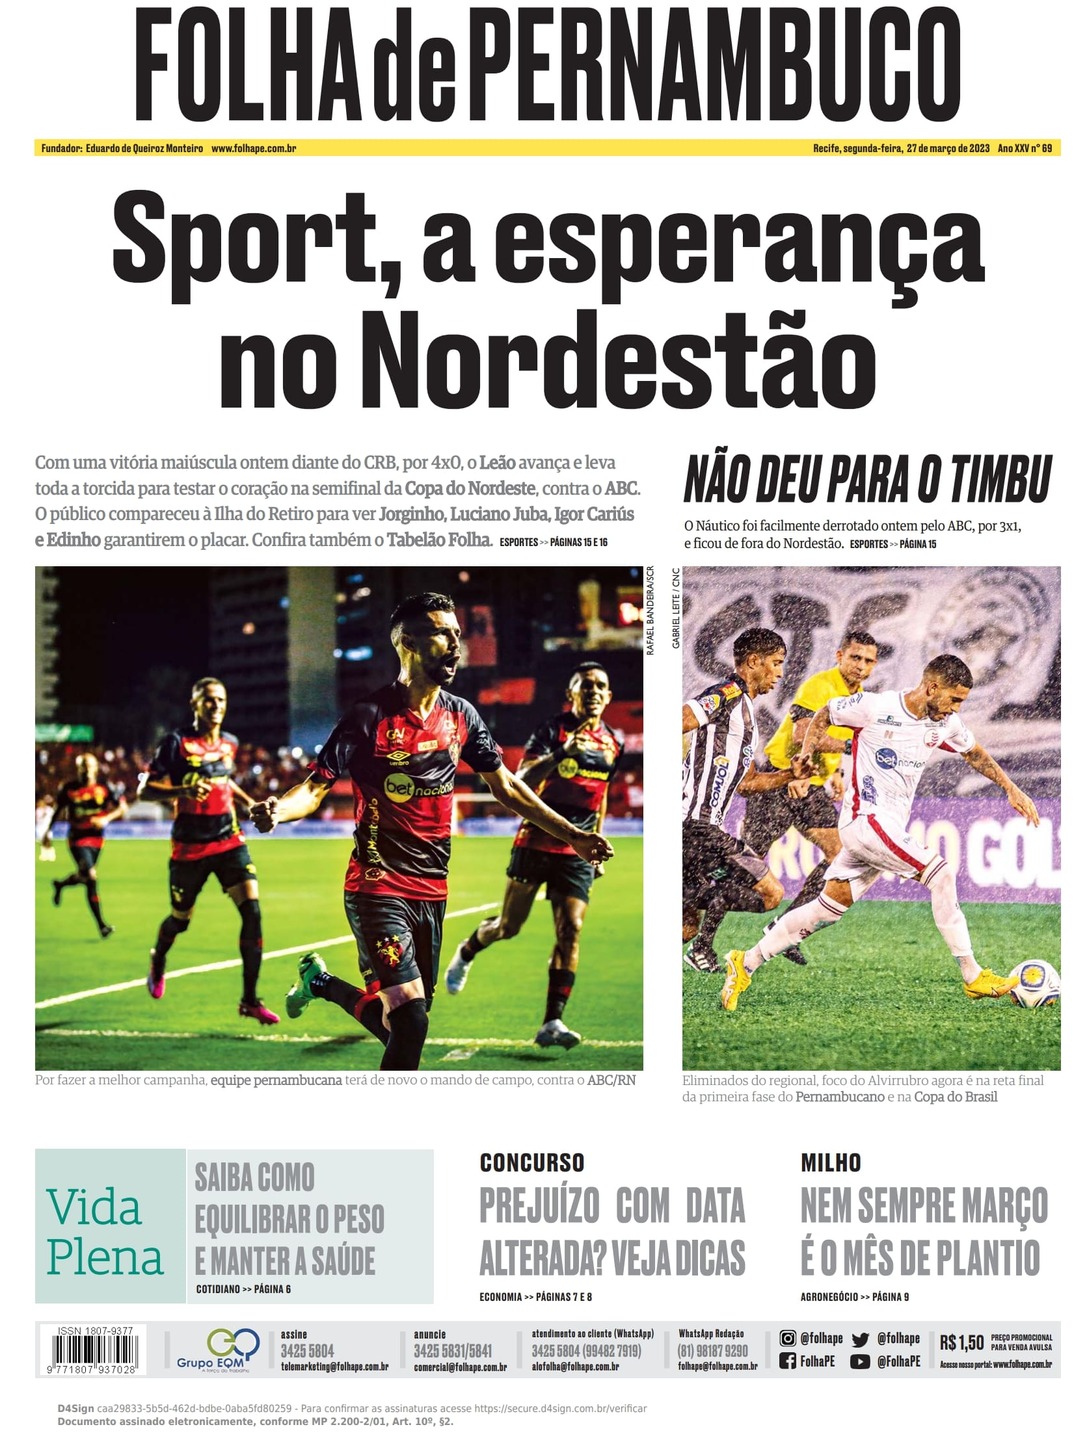 FOLHA de PERNAMBUCO
Fundador: Eduardo de Queiroz Monteiro www.folhape.com.br
Recife, segunda-feira, 27 de março de 2023 Ano XXV nº 69
Sport, a esperança
no Nordestão
Com uma vitória maiúscula ontem diante do CRB, por 4x0, o Leão avança e leva
toda a torcida para testar o coração na semifinal da Copa do Nordeste, contra o ABC.
O público compareceu à Ilha do Retiro para ver Jorginho, Luciano Juba, Igor Cariús
e Edinho garantirem o placar. Confira também o Tabelão Folha. ESPORTES >> PÁGINAS 15 E 16
RAFAEL BANDEIRA/SCR
GAV
umbro
bet nacional
bet
Por fazer a melhor campanha, equipe pernambucana terá de novo o mando de campo, contra o ABC/RN
NÃO DEU PARA O TIMBU
O Náutico foi facilmente derrotado ontem pelo ABC, por 3x1,
e ficou de fora do Nordestão. ESPORTES >> PÁGINA 15
GABRIEL LEITE / CNC
COMJOL
bet nacional
GOL
Eliminados do regional, foco do Alvirrubro agora é na reta final
da primeira fase do Pernambucano e na Copa do Brasil
Vida
Plena
SAIBA COMO
EQUILIBRAR O PESO
E MANTER A SAÚDE
COTIDIANO >> PÁGINA 6
CONCURSO
PREJUÍZO COM DATA
ALTERADA? VEJA DICAS
ECONOMIA >> PÁGINAS 7 E 8
MILHO
NEM SEMPRE MARÇO
É O MÊS DE PLANTIO
AGRONEGÓCIO >> PÁGINA 9
ISSN 1807-9377
9 771807 937028
Grupo EQM
A força do trabalho
assine
3425 5804
telemarketing@folhape.com.br
anuncie
3425 5831/5841
comercial@folhape.com.br
atendimento ao cliente (WhatsApp)
3425 5804 (99482 7919)
alofolha@folhape.com.br
WhatsApp Redação
(81) 98187 9290
folhape@folhape.com.br
@folhape
@folhape
FolhaPE
@FolhaPE
R$ 1,50 PREÇO PROMOCIONAL
PARA VENDA AVULSA
Acesse nosso portal: www.folhape.com.br
D4Sign caa29833-5b5d-462d-bdbe-0aba5fd80259 - Para confirmar as assinaturas acesse https://secure.d4sign.com.br/verificar
Documento assinado eletronicamente, conforme MP 2.200-2/01, Art. 10º, §2.